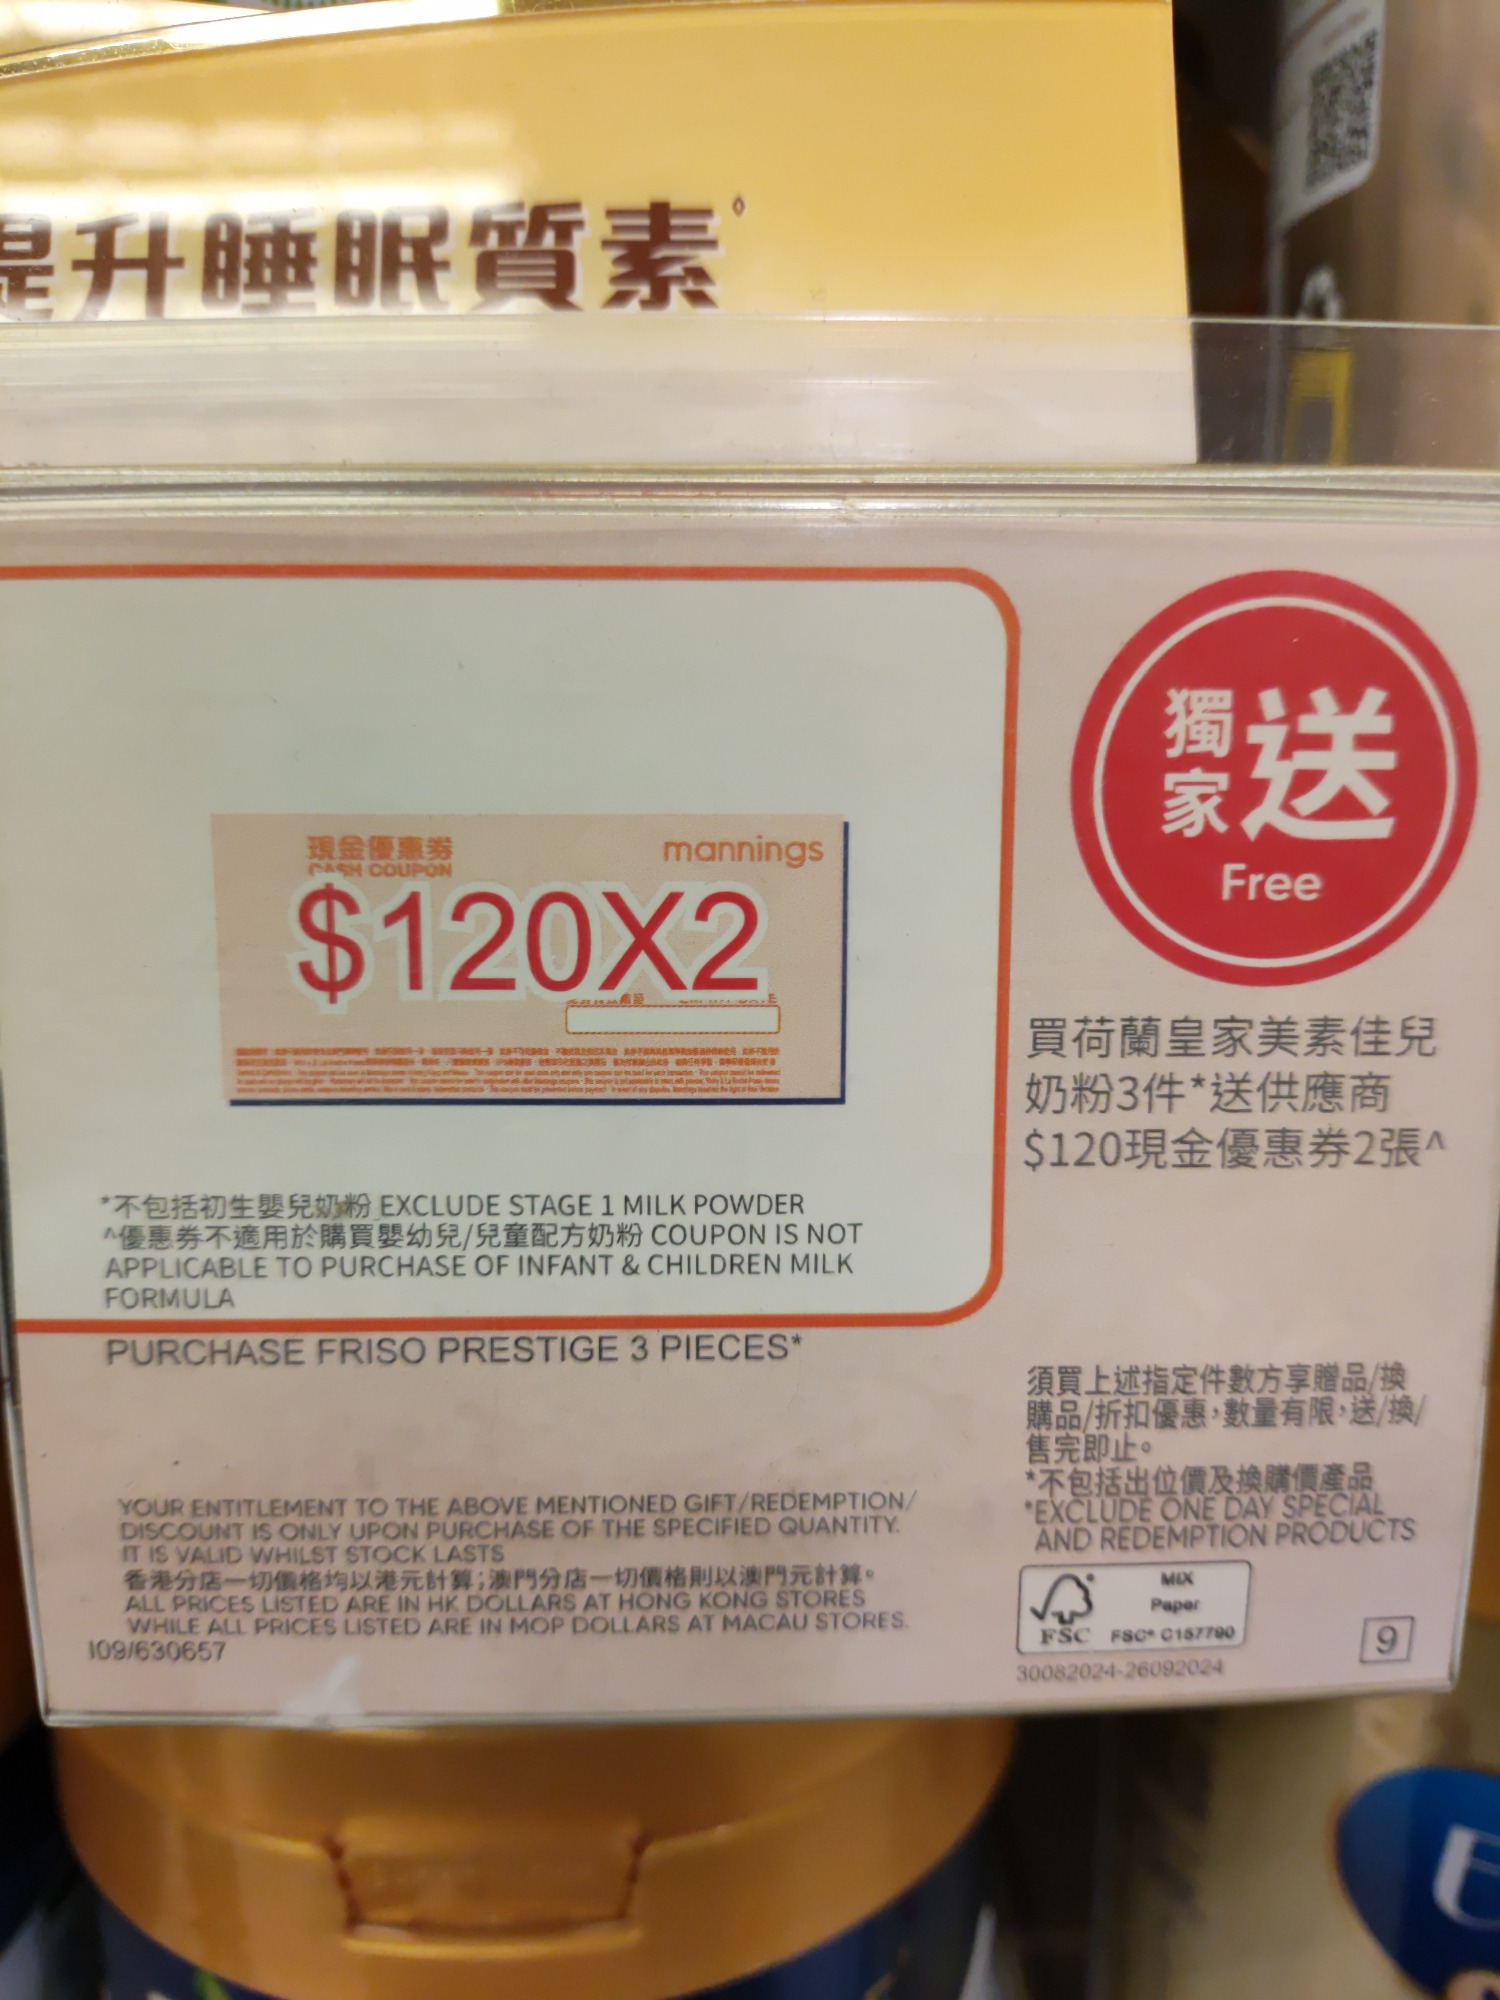 提升睡眠質素◊
現金優惠券
CASH COUPON
mannings
$120X2
獨家送
Free
買荷蘭皇家美素佳兒
奶粉3件*送供應商
$120現金優惠券2張^
*不包括初生嬰兒奶粉 EXCLUDE STAGE 1 MILK POWDER
^優惠券不適用於購買嬰幼兒/兒童配方奶粉 COUPON IS NOT
APPLICABLE TO PURCHASE OF INFANT & CHILDREN MILK
FORMULA
PURCHASE FRISO PRESTIGE 3 PIECES*
須買上述指定件數方享贈品/換
購品/折扣優惠，數量有限，送/換/
售完即止。
*不包括出位價及換購價產品
*EXCLUDE ONE DAY SPECIAL
AND REDEMPTION PRODUCTS
YOUR ENTITLEMENT TO THE ABOVE MENTIONED GIFT/REDEMPTION/
DISCOUNT IS ONLY UPON PURCHASE OF THE SPECIFIED QUANTITY.
IT IS VALID WHILST STOCK LASTS
香港分店一切價格均以港元計算；澳門分店一切價格則以澳門元計算。
ALL PRICES LISTED ARE IN HK DOLLARS AT HONG KONG STORES
WHILE ALL PRICES LISTED ARE IN MOP DOLLARS AT MACAU STORES.
I09/630657
MIX
Paper
FSC FSC® C157790
30082024-26092024
9